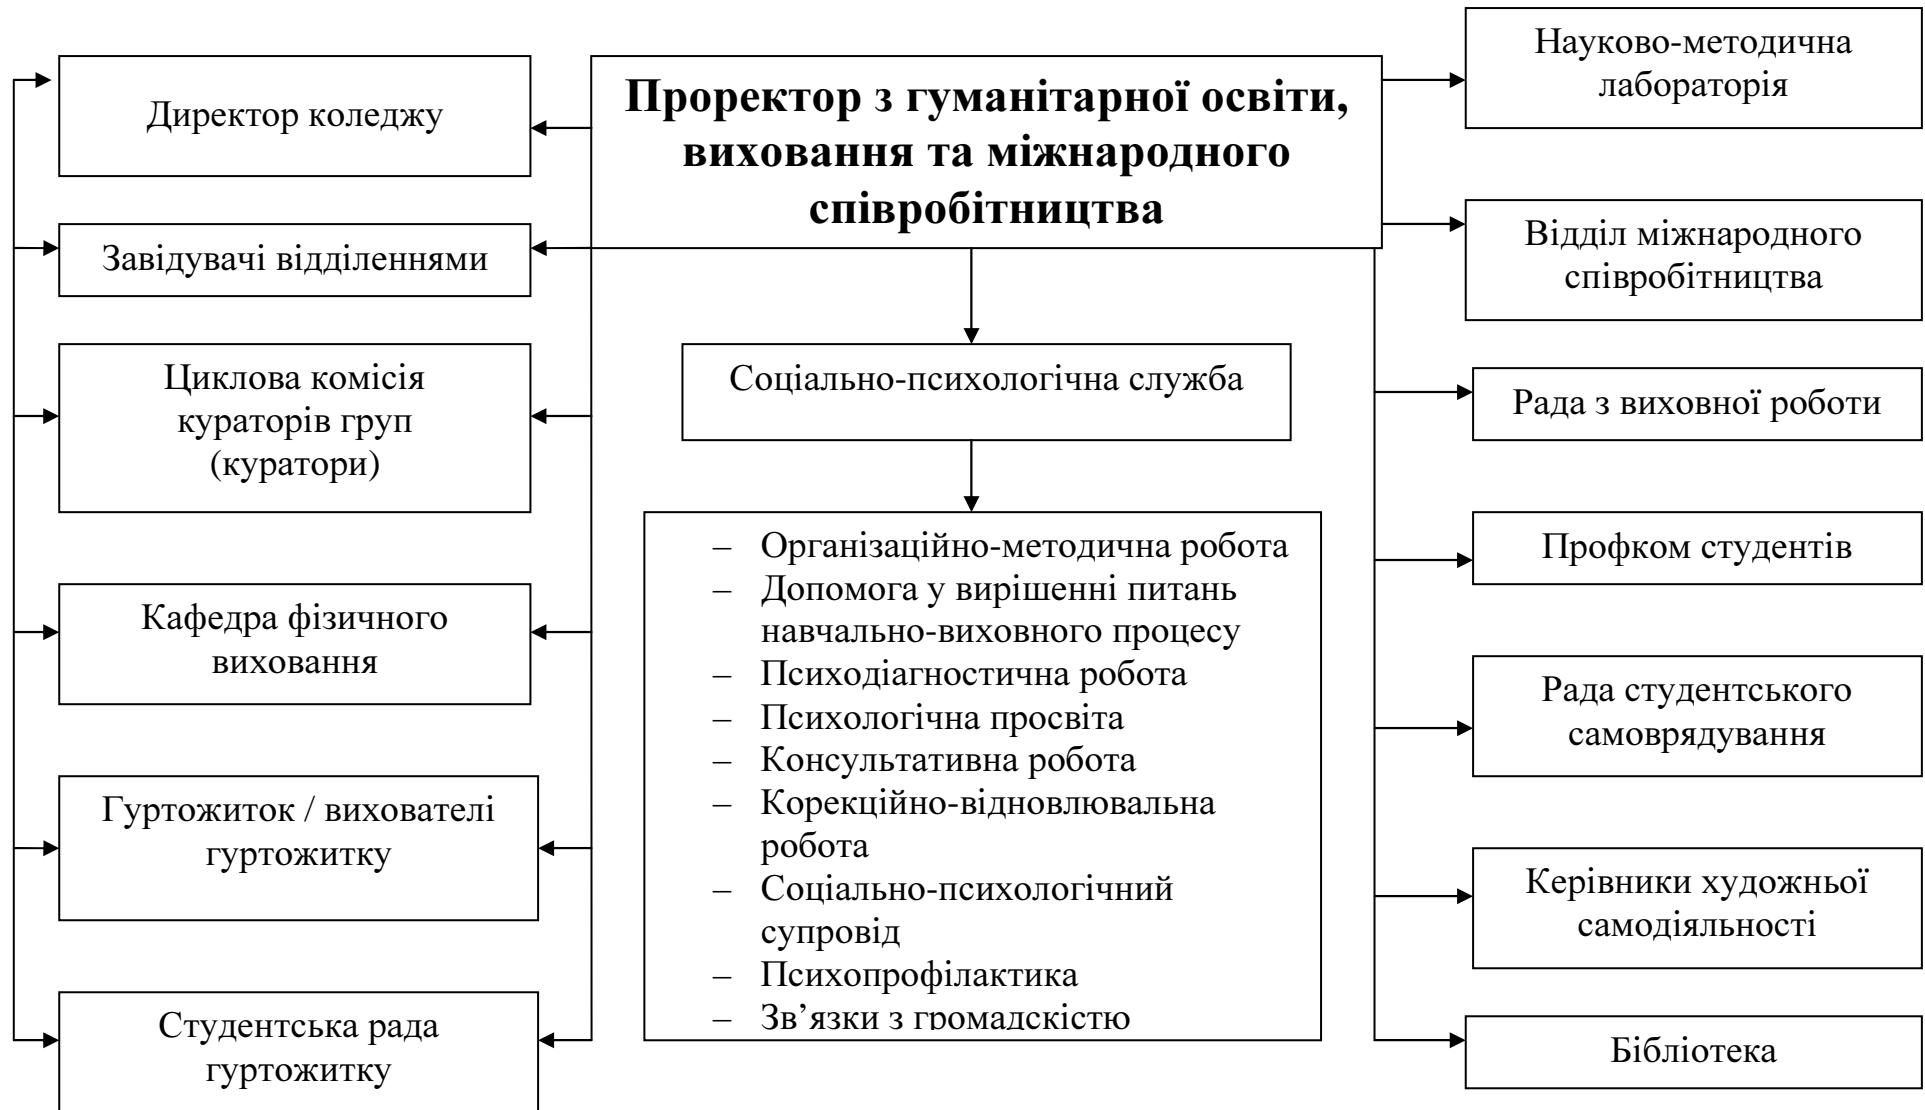 Проректор з гуманітарної освіти,
виховання та міжнародного
співробітництва
Директор коледжу
Завідувачі відділеннями
Циклова комісія
кураторів груп
(куратори)
Кафедра фізичного
виховання
Гуртожиток / вихователі
гуртожитку
Студентська рада
гуртожитку
Соціально-психологічна служба
– Організаційно-методична робота
– Допомога у вирішенні питань
навчально-виховного процесу
– Психодіагностична робота
– Психологічна просвіта
– Консультативна робота
– Корекційно-відновлювальна
робота
– Соціально-психологічний
супровід
– Психопрофілактика
– Зв’язки з громадскістю
Науково-методична
лабораторія
Відділ міжнародного
співробітництва
Рада з виховної роботи
Профком студентів
Рада студентського
самоврядування
Керівники художньої
самодіяльності
Бібліотека